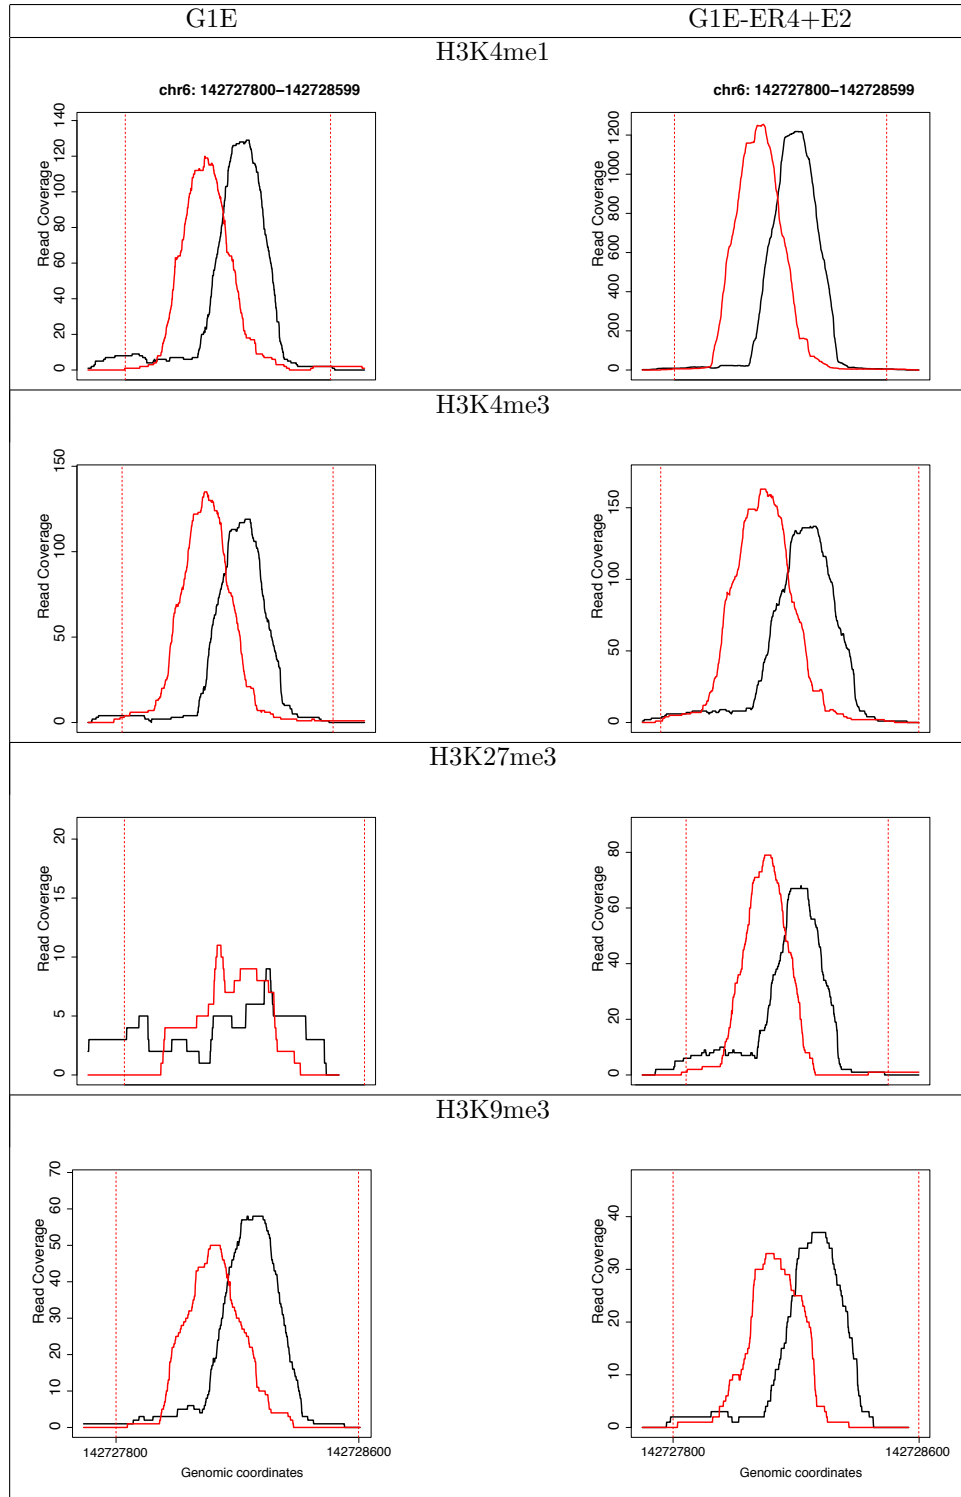 G1E G1E-ER4+E2
H3K4me1
chr6: 142727800−142728599 chr6: 142727800−142728599
Read Coverage
0 20 40 60 80 100 120 140
Read Coverage
0 200 400 600 800 1000 1200
H3K4me3
Read Coverage
0 50 100 150
Read Coverage
0 50 100 150
H3K27me3
Read Coverage
0 5 10 15 20
Read Coverage
0 20 40 60 80
H3K9me3
Read Coverage
0 10 20 30 40 50 60 70
142727800 142728600
Genomic coordinates
Read Coverage
0 10 20 30 40
142727800 142728600
Genomic coordinates